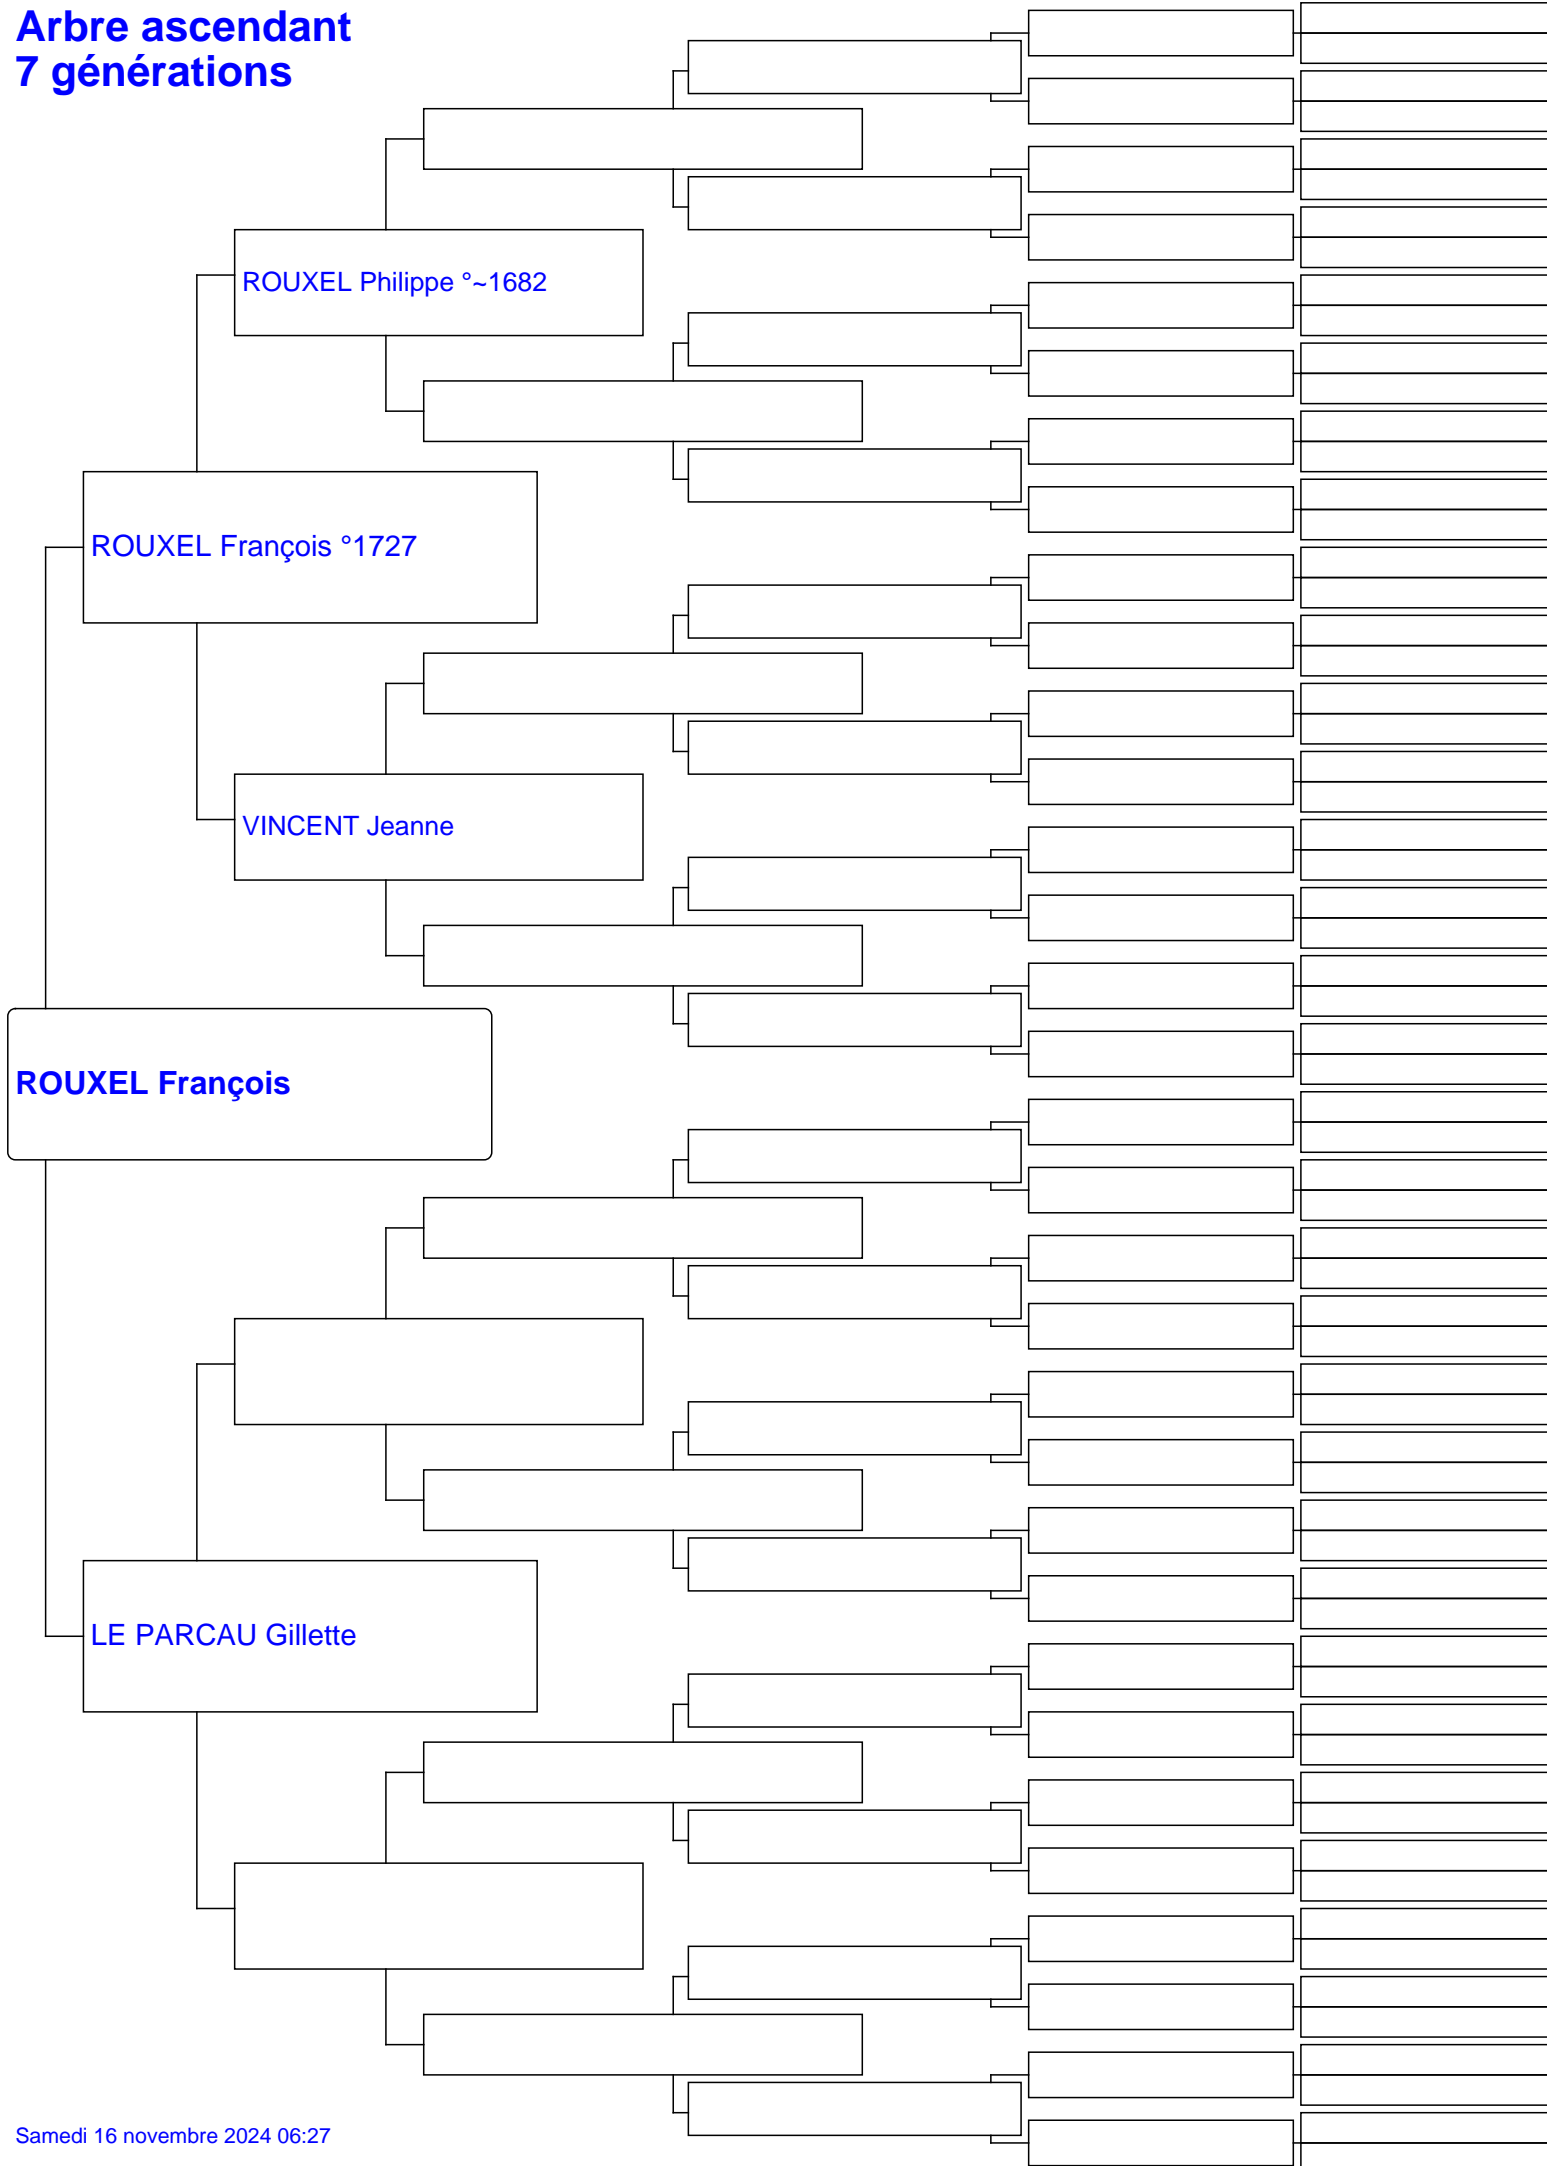 Arbre ascendant
7 générations
ROUXEL Philippe °~1682
ROUXEL François °1727
VINCENT Jeanne
ROUXEL François
LE PARCAU Gillette
Samedi 16 novembre 2024 06:27